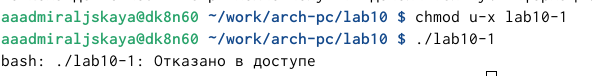 aaadmiraljskaya@dk8n60 ~/work/arch-pc/lab10 $ chmod u-x lab10-1
aaadmiraljskaya@dk8n60 ~/work/arch-pc/lab10 $ ./lab10-1
bash: ./lab10-1: Отказано в доступе